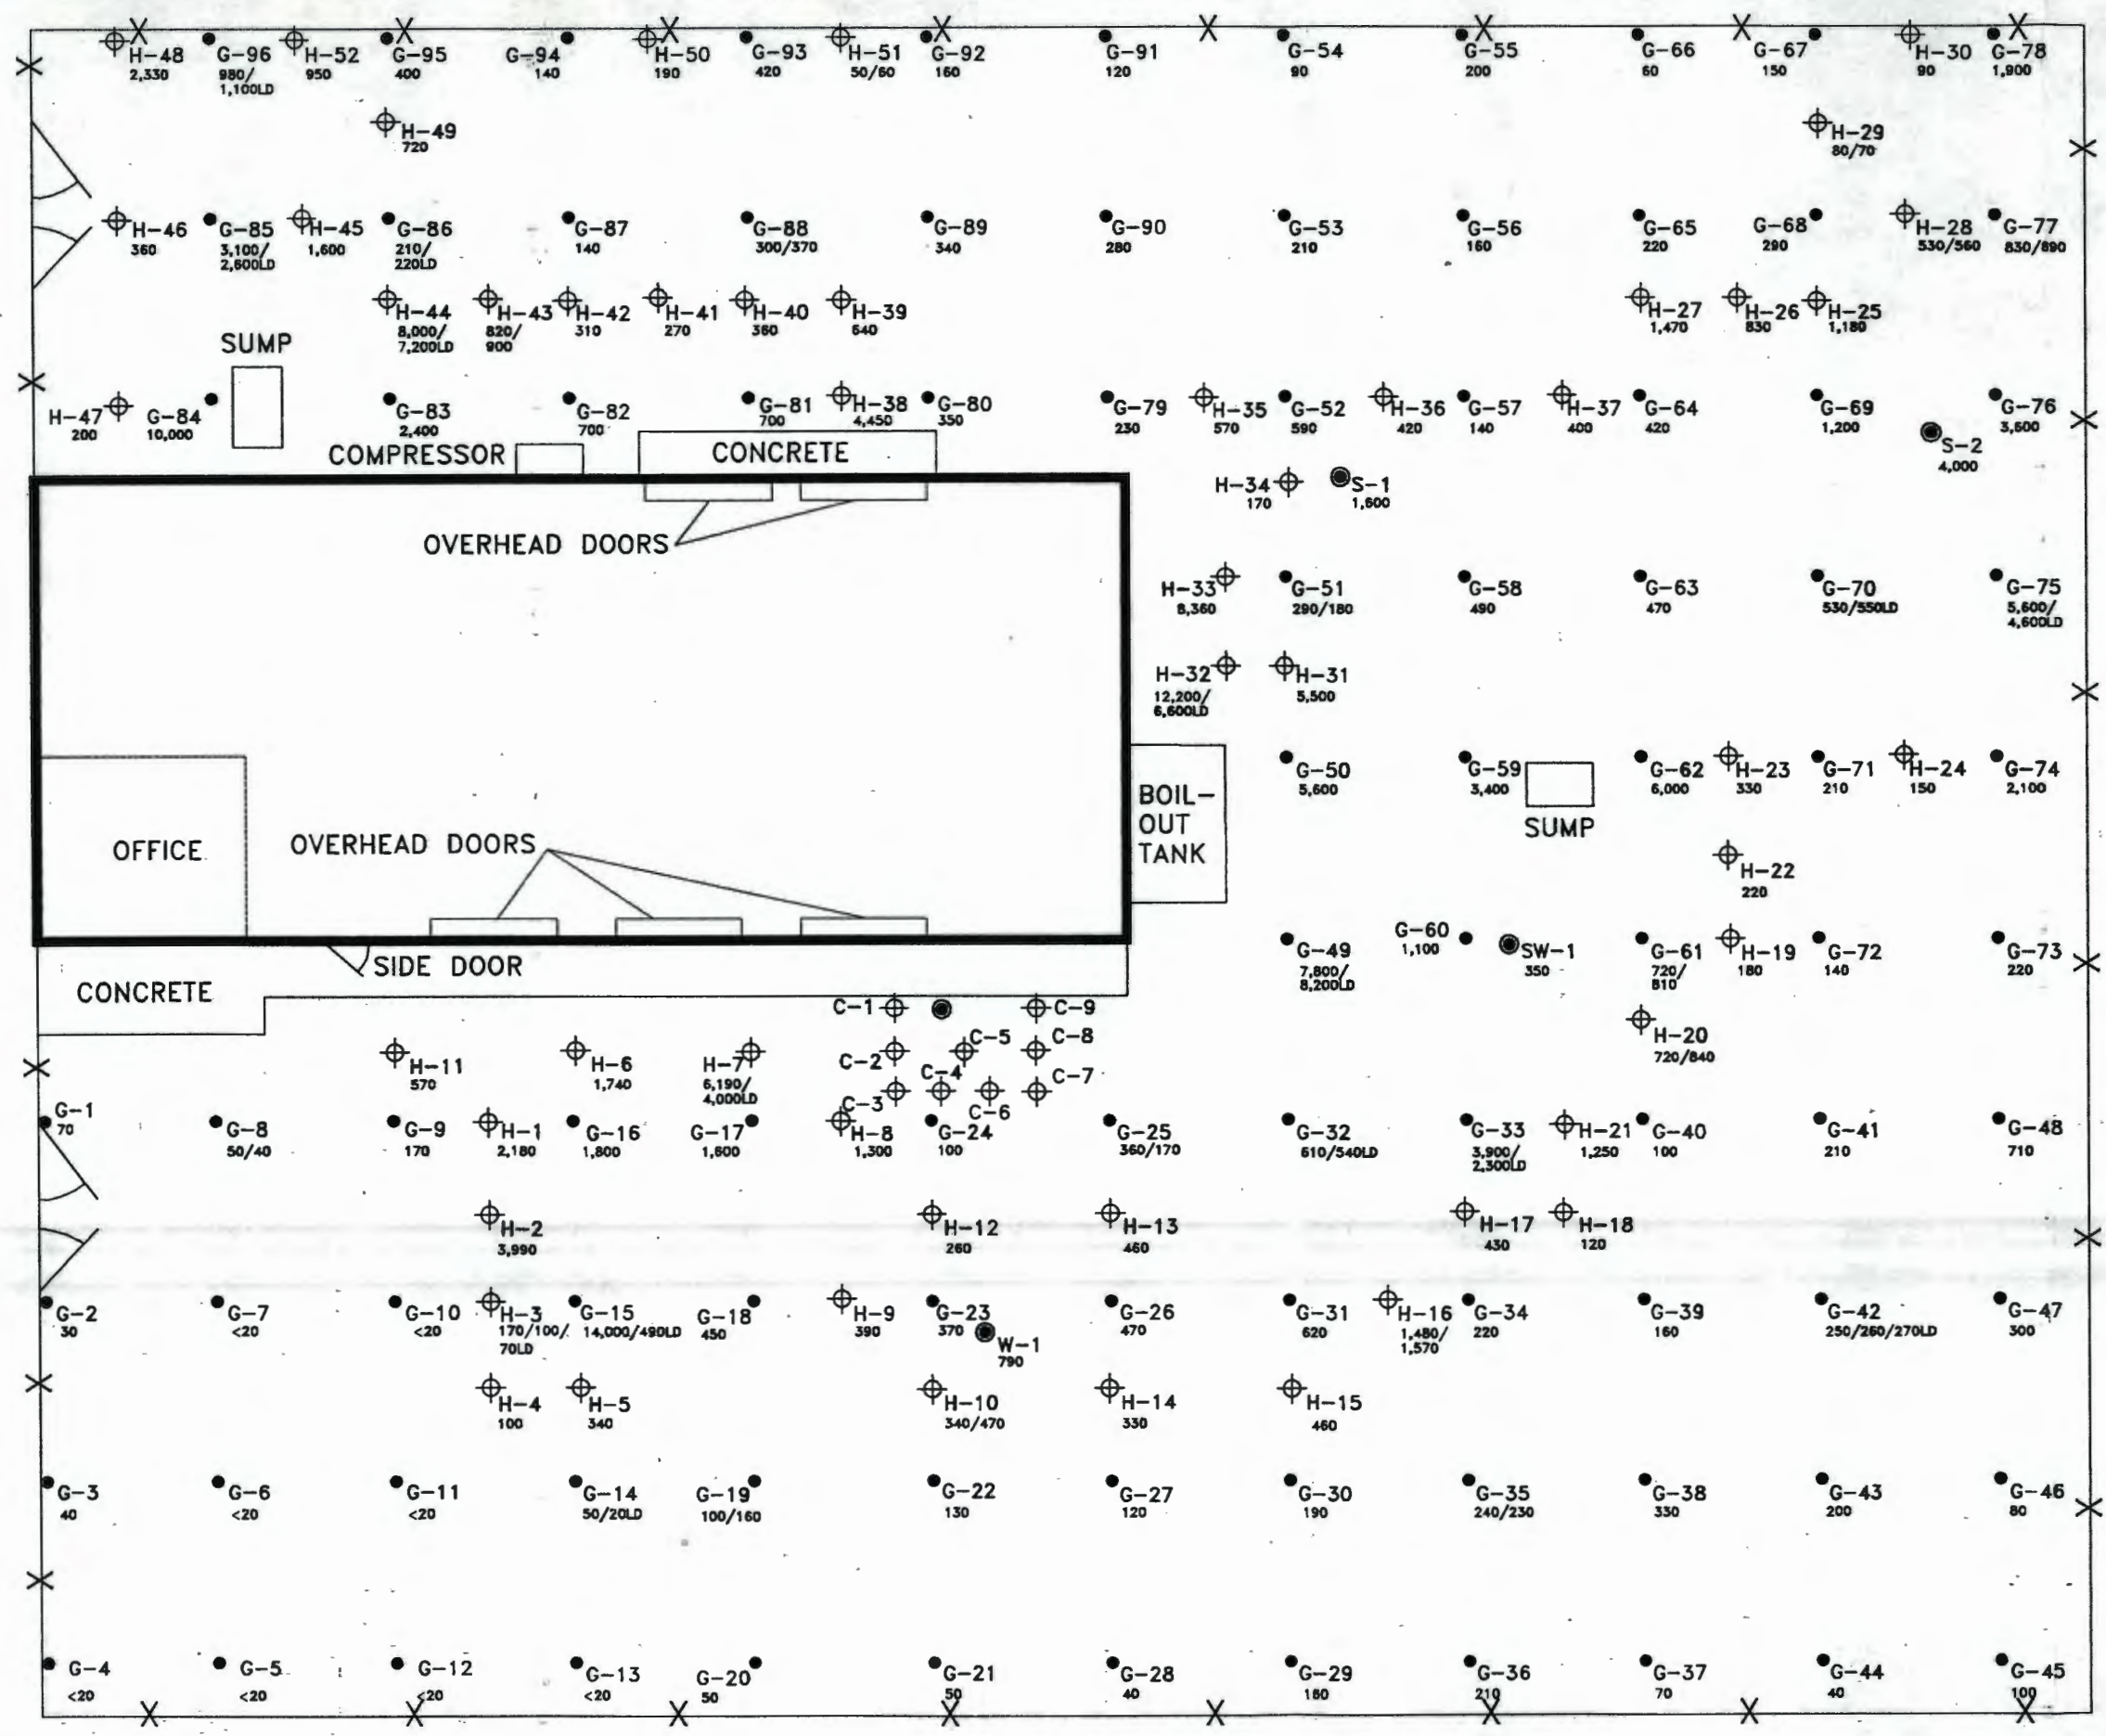 H-48
2,330
G-96
980/
1,100LD
H-52
950
G-95
400
G-94
140
H-50
190
G-93
420
H-51
50/60
G-92
160
G-91
120
G-54
90
G-55
200
G-66
60
G-67
150
H-30
90
G-78
1,900
H-49
720
H-29
80/70
H-46
360
G-85
3,100/
2,600LD
H-45
1,600
G-86
210/
220LD
G-87
140
G-88
300/370
G-89
340
G-90
280
G-53
210
G-56
160
G-65
220
G-68
290
H-28
530/560
G-77
830/890
H-44
8,000/
7,200LD
H-43
820/
900
H-42
310
H-41
270
H-40
360
H-39
640
H-27
1,470
H-26
830
H-25
1,180
SUMP
H-47
200
G-84
10,000
G-83
2,400
G-82
700
G-81
700
H-38
4,450
G-80
350
G-79
230
H-35
570
G-52
590
H-36
420
G-57
140
H-37
400
G-64
420
G-69
1,200
G-76
3,600
S-2
4,000
COMPRESSOR
CONCRETE
H-34
170
S-1
1,600
OVERHEAD DOORS
H-33
8,360
G-51
290/180
G-58
490
G-63
470
G-70
530/550LD
G-75
5,600/
4,600LD
H-32
12,200/
6,600LD
H-31
5,500
G-50
5,600
G-59
3,400
G-62
6,000
H-23
330
G-71
210
H-24
150
G-74
2,100
BOIL-
OUT
TANK
SUMP
OFFICE
OVERHEAD DOORS
H-22
220
G-49
7,800/
8,200LD
G-60
1,100
SW-1
350
G-61
720/
810
H-19
180
G-72
140
G-73
220
SIDE DOOR
CONCRETE
C-1
C-9
H-20
720/840
H-11
570
H-6
1,740
H-7
6,190/
4,000LD
C-2
C-5
C-8
C-4
C-7
C-3
C-6
G-1
70
G-8
50/40
G-9
170
H-1
2,180
G-16
1,800
G-17
1,600
H-8
1,300
G-24
100
G-25
360/170
G-32
610/540LD
G-33
3,900/
2,300LD
H-21
1,250
G-40
100
G-41
210
G-48
710
H-2
3,990
H-12
260
H-13
460
H-17
430
H-18
120
G-2
30
G-7
<20
G-10
<20
H-3
170/100/
70LD
G-15
14,000/490LD
G-18
450
H-9
390
G-23
370
W-1
790
G-26
470
G-31
620
H-16
1,480/
1,570
G-34
220
G-39
160
G-42
250/260/270LD
G-47
300
H-4
100
H-5
340
H-10
340/470
H-14
330
H-15
460
G-3
40
G-6
<20
G-11
<20
G-14
50/20LD
G-19
100/160
G-22
130
G-27
120
G-30
190
G-35
240/230
G-38
330
G-43
200
G-46
80
G-4
<20
G-5
<20
G-12
<20
G-13
<20
G-20
50
G-21
50
G-28
40
G-29
160
G-36
210
G-37
70
G-44
40
G-45
100